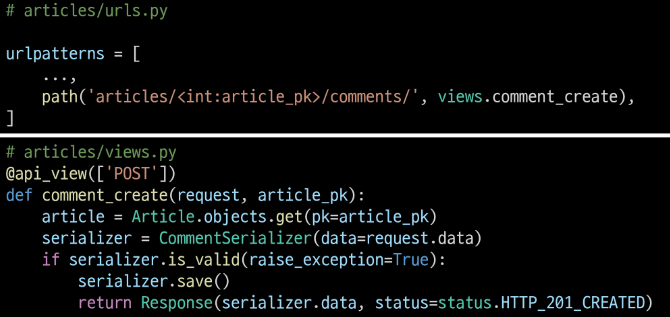 # articles/urls.py
urlpatterns = [
    ...,
    path('articles/<int:article_pk>/comments/', views.comment_create),
]
# articles/views.py
@api_view(['POST'])
def comment_create(request, article_pk):
    article = Article.objects.get(pk=article_pk)
    serializer = CommentSerializer(data=request.data)
    if serializer.is_valid(raise_exception=True):
        serializer.save()
        return Response(serializer.data, status=status.HTTP_201_CREATED)